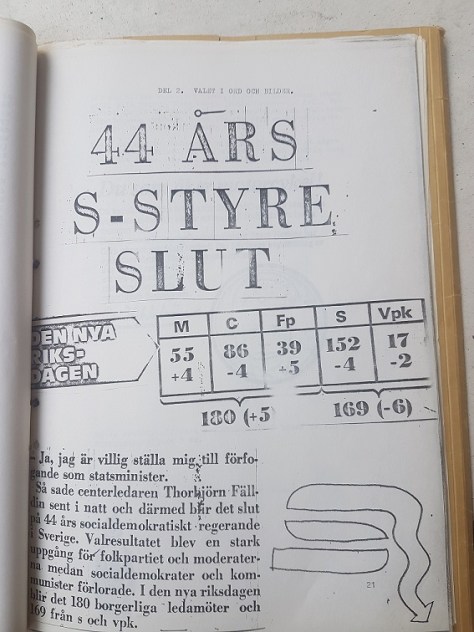 DEL 2. VALET I ORD OCH BILDER.
44 ÅRS
S-STYRE
SLUT
DEN NYA
RIKS-
DAGEN
M C Fp S Vpk
55 86 39 152 17
+4 -4 +5 -4 -2
180 (+5 169 (-6)
– Ja, jag är villig ställa mig till förfo-
gande som statsminister.
Så sade centerledaren Thorbjörn Fäll-
din sent i natt och därmed blir det slut
på 44 års socialdemokratiskt regerande
i Sverige. Valresultatet blev en stark
uppgång för folkpartiet och moderater-
na medan socialdemokrater och kom-
munister förlorade. I den nya riksdagen
blir det 180 borgerliga ledamöter och
169 från s och vpk.
21